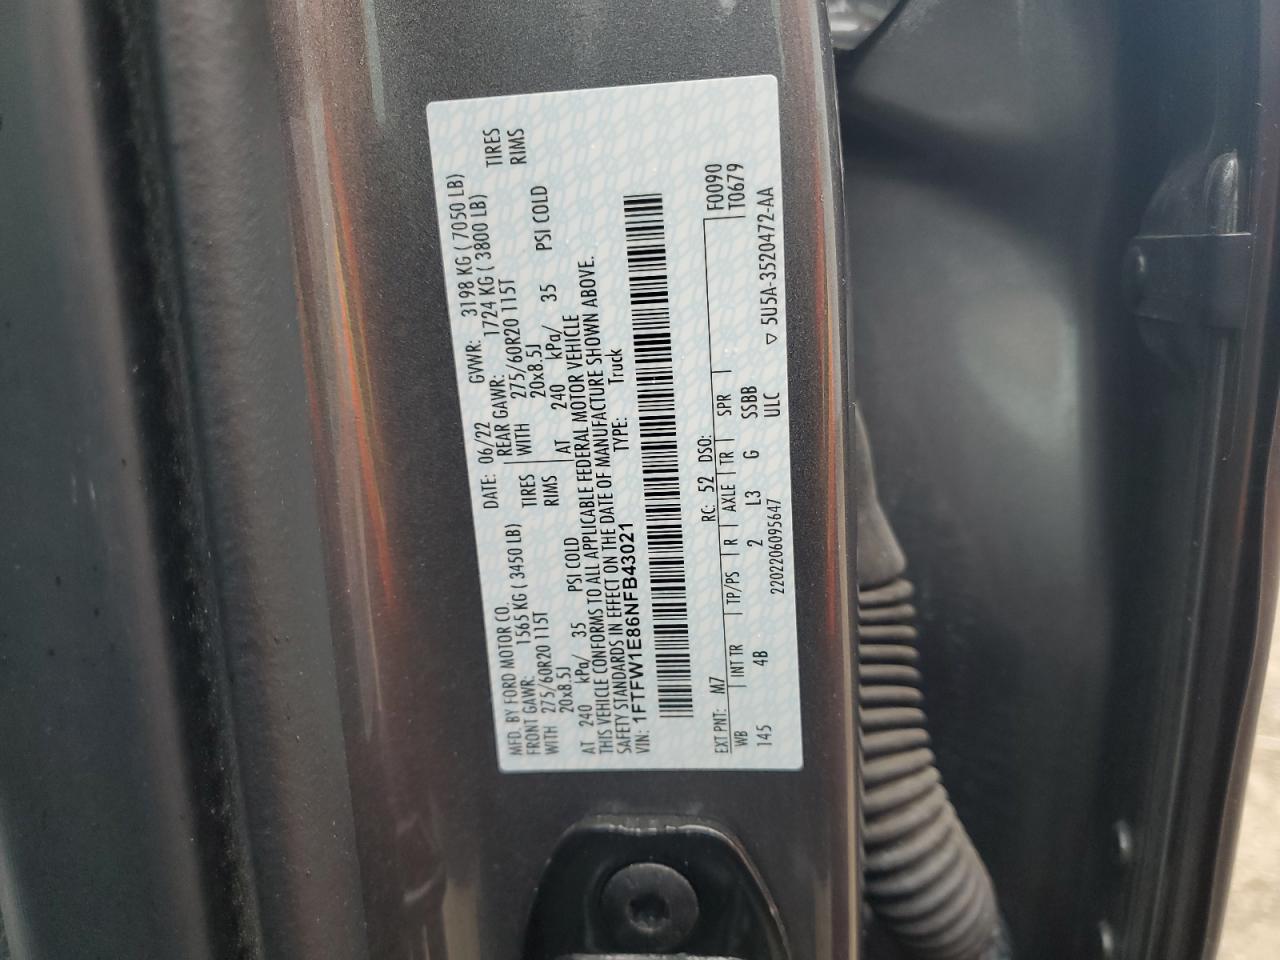 MFD. BY FORD MOTOR CO.
DATE: 06/22 GVWR: 3198 KG ( 7050 LB)
FRONT GAWR: 1565 KG ( 3450 LB) REAR GAWR: 1724 KG ( 3800 LB)
WITH 275/60R20 115T TIRES WITH 275/60R20 115T TIRES
20x8.5J RIMS 20x8.5J RIMS
AT 240 kPa/ 35 PSI COLD AT 240 kPa/ 35 PSI COLD
THIS VEHICLE CONFORMS TO ALL APPLICABLE FEDERAL MOTOR VEHICLE
SAFETY STANDARDS IN EFFECT ON THE DATE OF MANUFACTURE SHOWN ABOVE.
VIN: 1FTFW1E86NFB43021 TYPE: Truck
EXT PNT: M7 RC: 52 DSO: F0090
WB INT TR TP/PS R AXLE TR SPR T0679
145 4B 2 L3 G SSBB
2202206095647 ULC ▽ 5U5A-3520472-AA